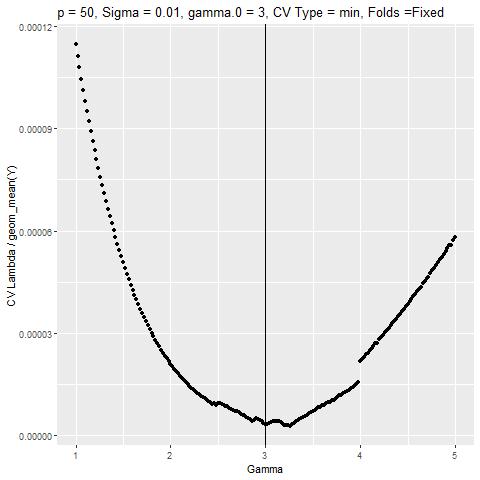 p = 50, Sigma = 0.01, gamma.0 = 3, CV Type = min, Folds =Fixed
0.00012
0.00009
0.00006
0.00003
0.00000
CV Lambda / geom_mean(Y)
1 2 3 4 5
Gamma